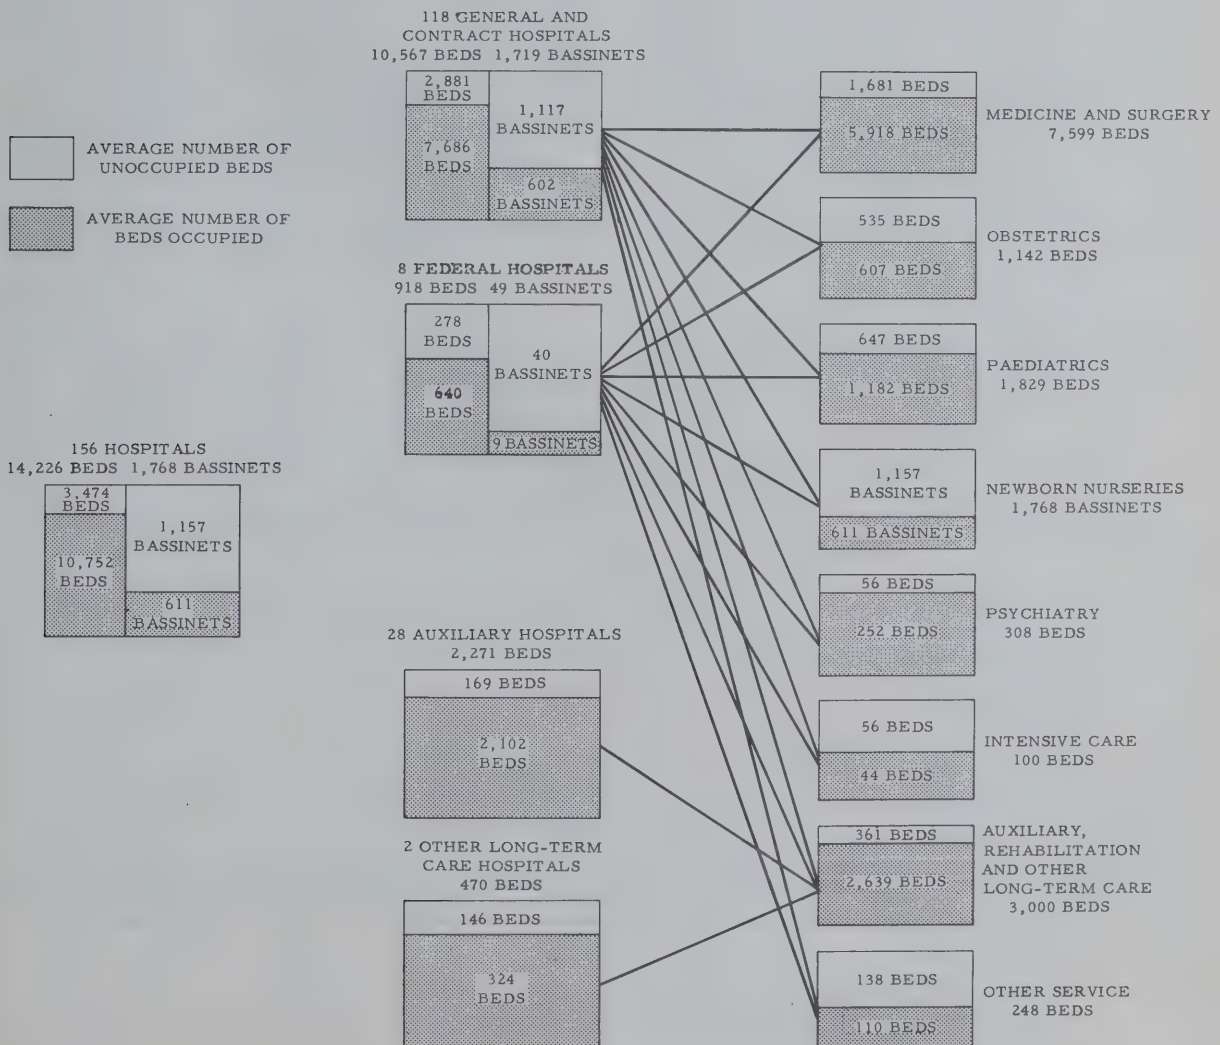 118 GENERAL AND
CONTRACT HOSPITALS
10,567 BEDS 1,719 BASSINETS
2,881
BEDS
7,686
BEDS
1,117
BASSINETS
602
BASSINETS
AVERAGE NUMBER OF
UNOCCUPIED BEDS
AVERAGE NUMBER OF
BEDS OCCUPIED
8 FEDERAL HOSPITALS
918 BEDS 49 BASSINETS
278
BEDS
640
BEDS
40
BASSINETS
9 BASSINETS
156 HOSPITALS
14,226 BEDS 1,768 BASSINETS
3,474
BEDS
10,752
BEDS
1,157
BASSINETS
611
BASSINETS
28 AUXILIARY HOSPITALS
2,271 BEDS
169 BEDS
2,102
BEDS
2 OTHER LONG-TERM
CARE HOSPITALS
470 BEDS
146 BEDS
324
BEDS
1,681 BEDS
5,918 BEDS
MEDICINE AND SURGERY
7,599 BEDS
535 BEDS
607 BEDS
OBSTETRICS
1,142 BEDS
647 BEDS
1,182 BEDS
PAEDIATRICS
1,829 BEDS
1,157
BASSINETS
611 BASSINETS
NEWBORN NURSERIES
1,768 BASSINETS
56 BEDS
252 BEDS
PSYCHIATRY
308 BEDS
56 BEDS
44 BEDS
INTENSIVE CARE
100 BEDS
361 BEDS
2,639 BEDS
AUXILIARY,
REHABILITATION
AND OTHER
LONG-TERM CARE
3,000 BEDS
138 BEDS
110 BEDS
OTHER SERVICE
248 BEDS